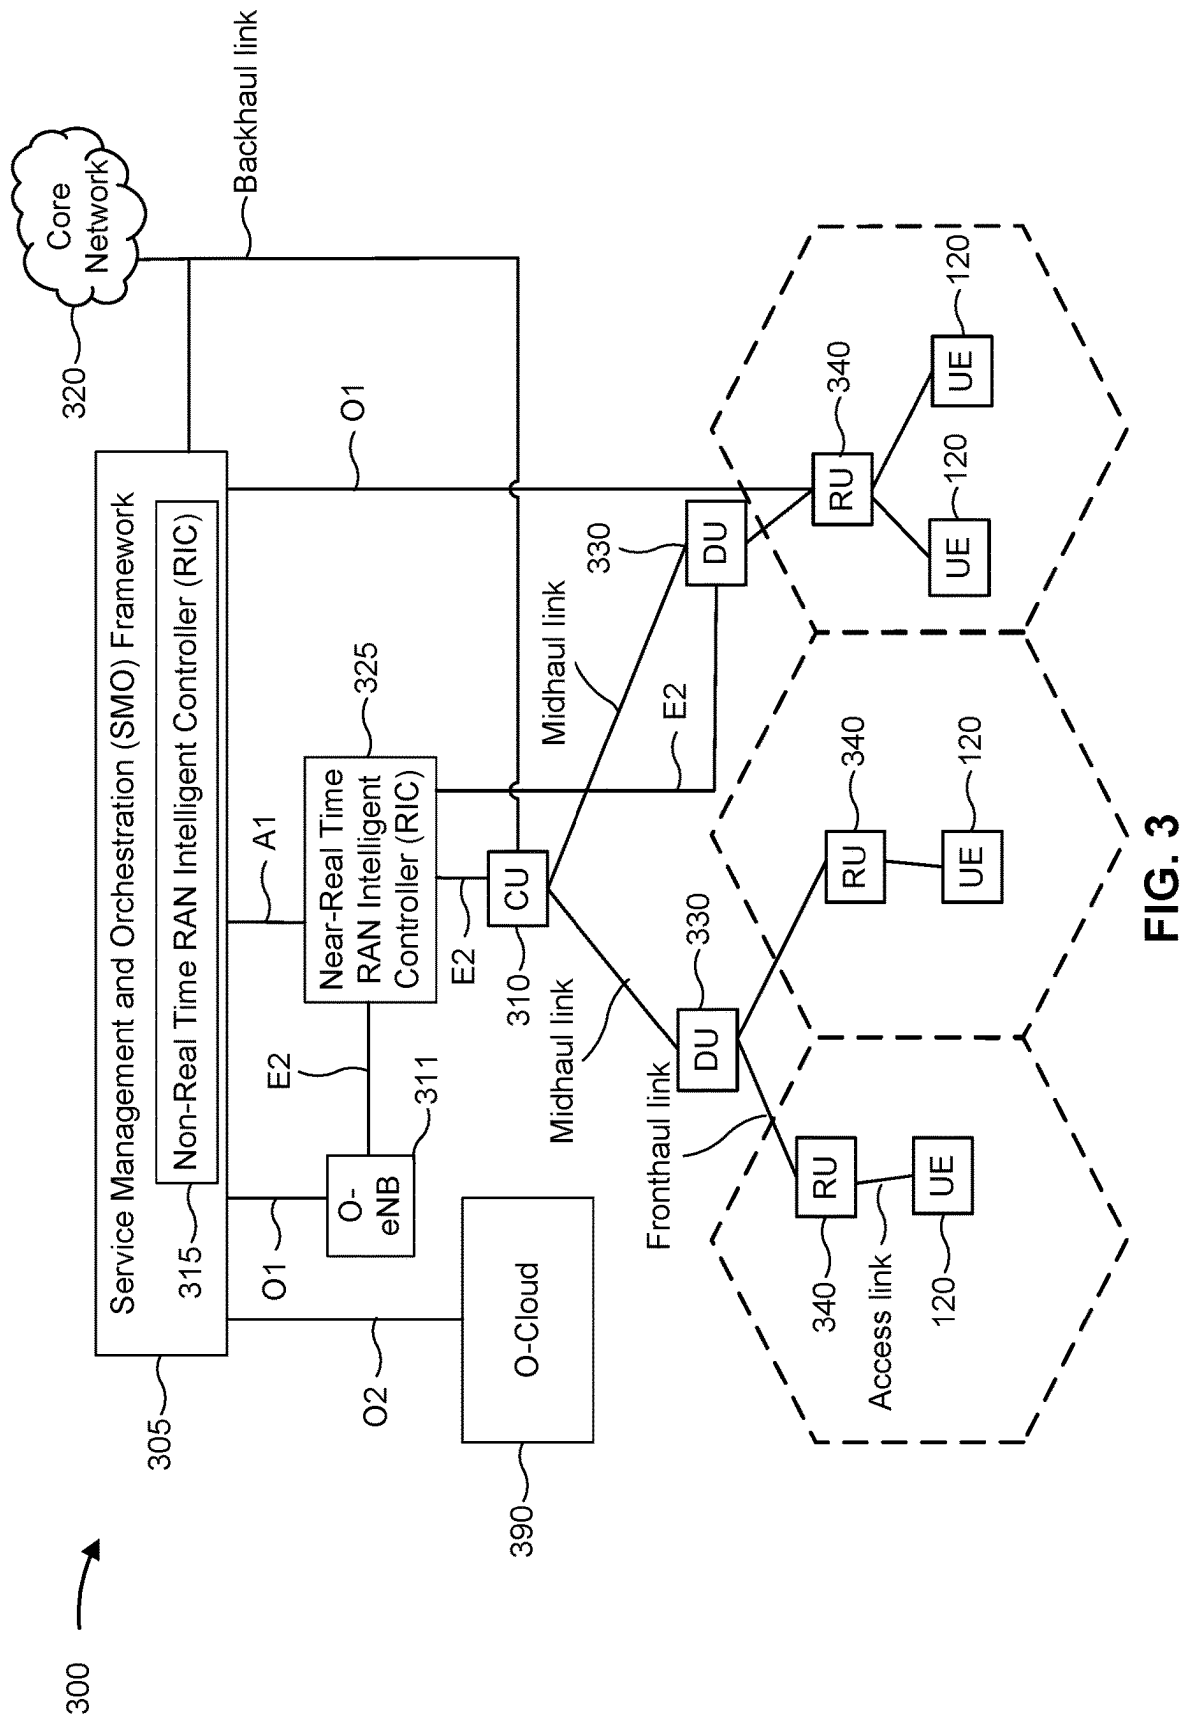 300
305
Service Management and Orchestration (SMO) Framework
315
Non-Real Time RAN Intelligent Controller (RIC)
320
Core
Network
Backhaul link
O2
O1
E2
A1
O1
390
O-Cloud
O-
eNB
311
Near-Real Time
RAN Intelligent
Controller (RIC)
325
E2
310
CU
Midhaul link
Midhaul link
E2
330
DU
330
DU
Fronthaul link
340
RU
Access link
120
UE
RU
340
UE
120
RU
340
UE
120
UE
120
FIG. 3